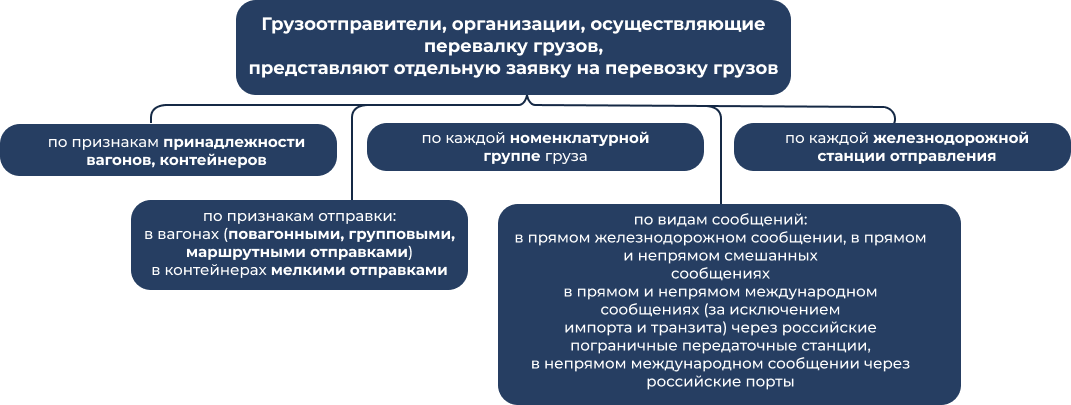 Грузоотправители, организации, осуществляющие
перевалку грузов,
представляют отдельную заявку на перевозку грузов
по признакам принадлежности
вагонов, контейнеров
по каждой номенклатурной
группе груза
по каждой железнодорожной
станции отправления
по признакам отправки:
в вагонах (повагонными, групповыми,
маршрутными отправками)
в контейнерах мелкими отправками
по видам сообщений:
в прямом железнодорожном сообщении, в прямом
и непрямом смешанных
сообщениях
в прямом и непрямом международном
сообщениях (за исключением
импорта и транзита) через российские
пограничные передаточные станции,
в непрямом международном сообщении через
российские порты